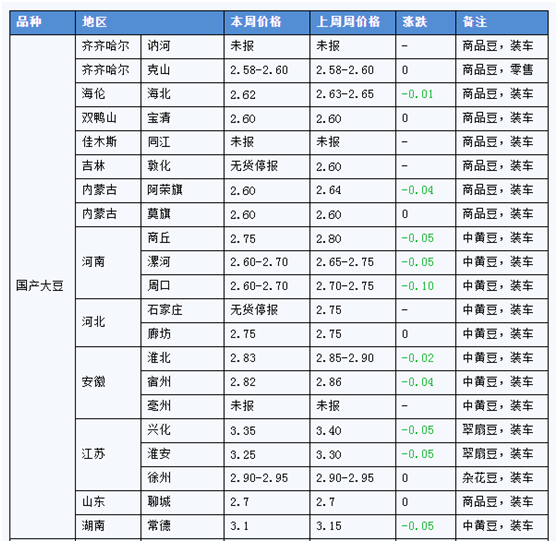 品种 地区 本周价格 上周周价格 涨跌 备注
国产大豆
齐齐哈尔 讷河 未报 未报 - 商品豆，装车
齐齐哈尔 克山 2.58-2.60 2.58-2.60 0 商品豆，零售
海伦 海北 2.62 2.63-2.65 -0.01 商品豆，装车
双鸭山 宝清 2.60 2.60 0 商品豆，装车
佳木斯 同江 未报 未报 - 商品豆，装车
吉林 敦化 无货停报 2.60 - 商品豆，装车
内蒙古 阿荣旗 2.60 2.64 -0.04 商品豆，装车
内蒙古 莫旗 2.60 2.60 0 商品豆，装车
河南 商丘 2.75 2.80 -0.05 中黄豆，装车
漯河 2.60-2.70 2.65-2.75 -0.05 中黄豆，装车
周口 2.60-2.70 2.70-2.75 -0.10 中黄豆，装车
河北 石家庄 无货停报 2.75 - 中黄豆，装车
廊坊 2.75 2.75 0 中黄豆，装车
安徽 淮北 2.83 2.85-2.90 -0.02 中黄豆，装车
宿州 2.82 2.86 -0.04 中黄豆，装车
亳州 未报 未报 - 中黄豆，装车
江苏 兴化 3.35 3.40 -0.05 翠扇豆，装车
淮安 3.25 3.30 -0.05 翠扇豆，装车
徐州 2.90-2.95 2.90-2.95 0 杂花豆，装车
山东 聊城 2.7 2.7 0 商品豆，装车
湖南 常德 3.1 3.15 -0.05 中黄豆，装车